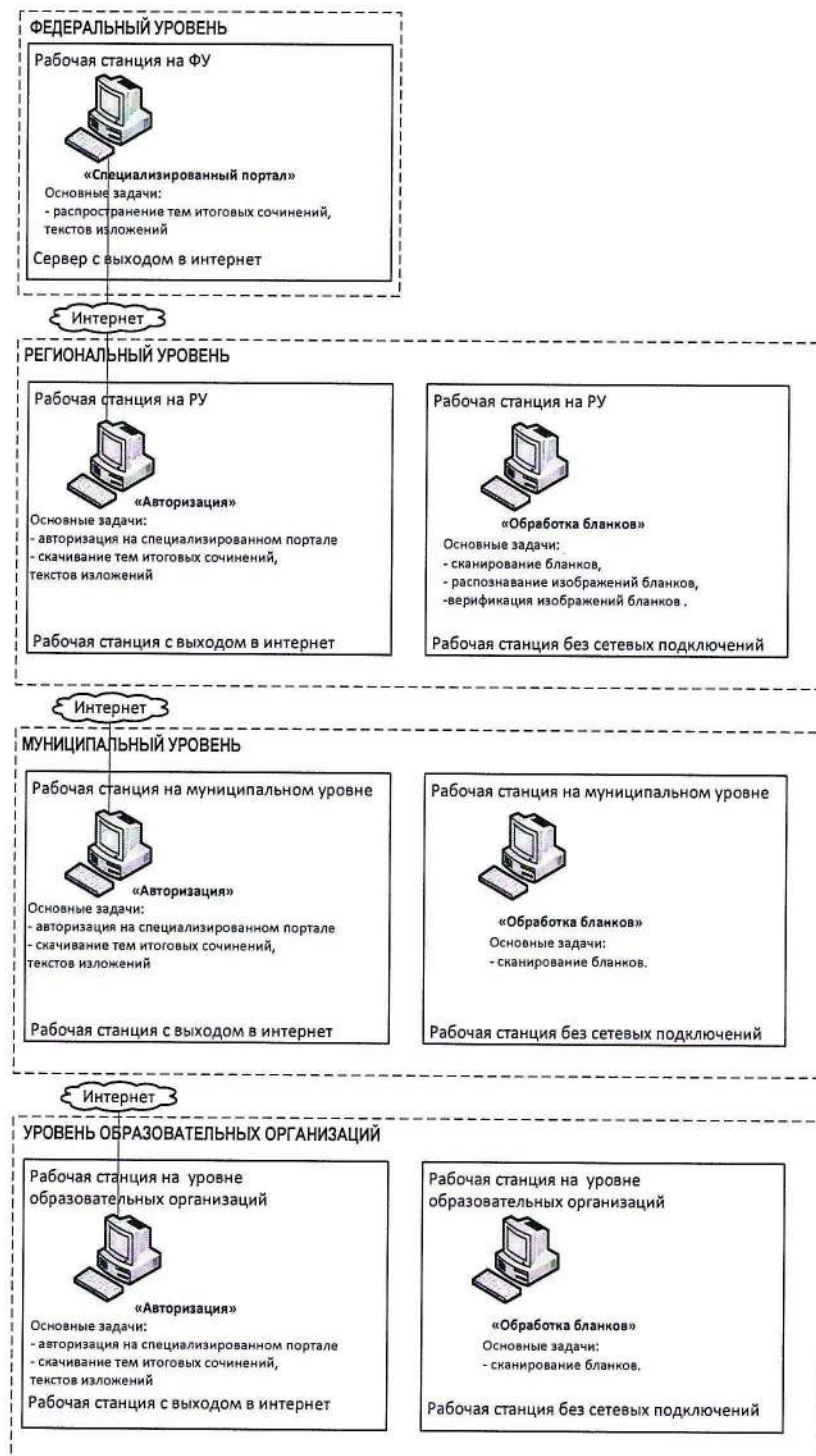 ФЕДЕРАЛЬНЫЙ УРОВЕНЬ
Рабочая станция на ФУ
«Специализированный портал»
Основные задачи:
- распространение тем итоговых сочинений,
текстов изложений
Сервер с выходом в интернет
Интернет
РЕГИОНАЛЬНЫЙ УРОВЕНЬ
Рабочая станция на РУ
«Авторизация»
Основные задачи:
- авторизация на специализированном портале
- скачивание тем итоговых сочинений,
текстов изложений
Рабочая станция с выходом в интернет
Рабочая станция на РУ
«Обработка бланков»
Основные задачи:
- сканирование бланков,
- распознавание изображений бланков,
-верификация изображений бланков .
Рабочая станция без сетевых подключений
Интернет
МУНИЦИПАЛЬНЫЙ УРОВЕНЬ
Рабочая станция на муниципальном уровне
«Авторизация»
Основные задачи:
- авторизация на специализированном портале
- скачивание тем итоговых сочинений,
текстов изложений
Рабочая станция с выходом в интернет
Рабочая станция на муниципальном уровне
«Обработка бланков»
Основные задачи:
- сканирование бланков.
Рабочая станция без сетевых подключений
Интернет
УРОВЕНЬ ОБРАЗОВАТЕЛЬНЫХ ОРГАНИЗАЦИЙ
Рабочая станция на уровне
образовательных организаций
«Авторизация»
Основные задачи:
- авторизация на специализированном портале
- скачивание тем итоговых сочинений,
текстов изложений
Рабочая станция с выходом в интернет
Рабочая станция на уровне
образовательных организаций
«Обработка бланков»
Основные задачи:
- сканирование бланков.
Рабочая станция без сетевых подключений